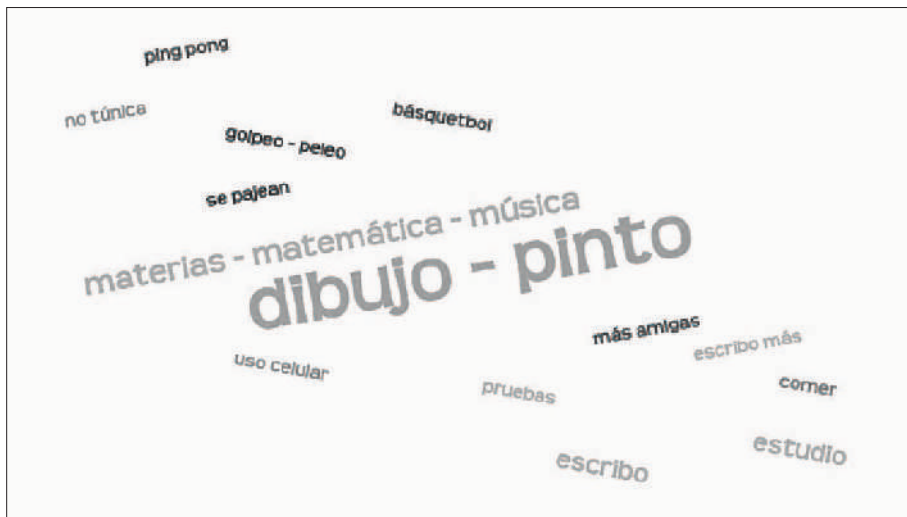 ping pong
no túnica
básquetbol
golpeo - peleo
se pajean
materias - matemática - música
dibujo - pinto
más amigas
escribo más
uso celular
comer
pruebas
estudio
escribo